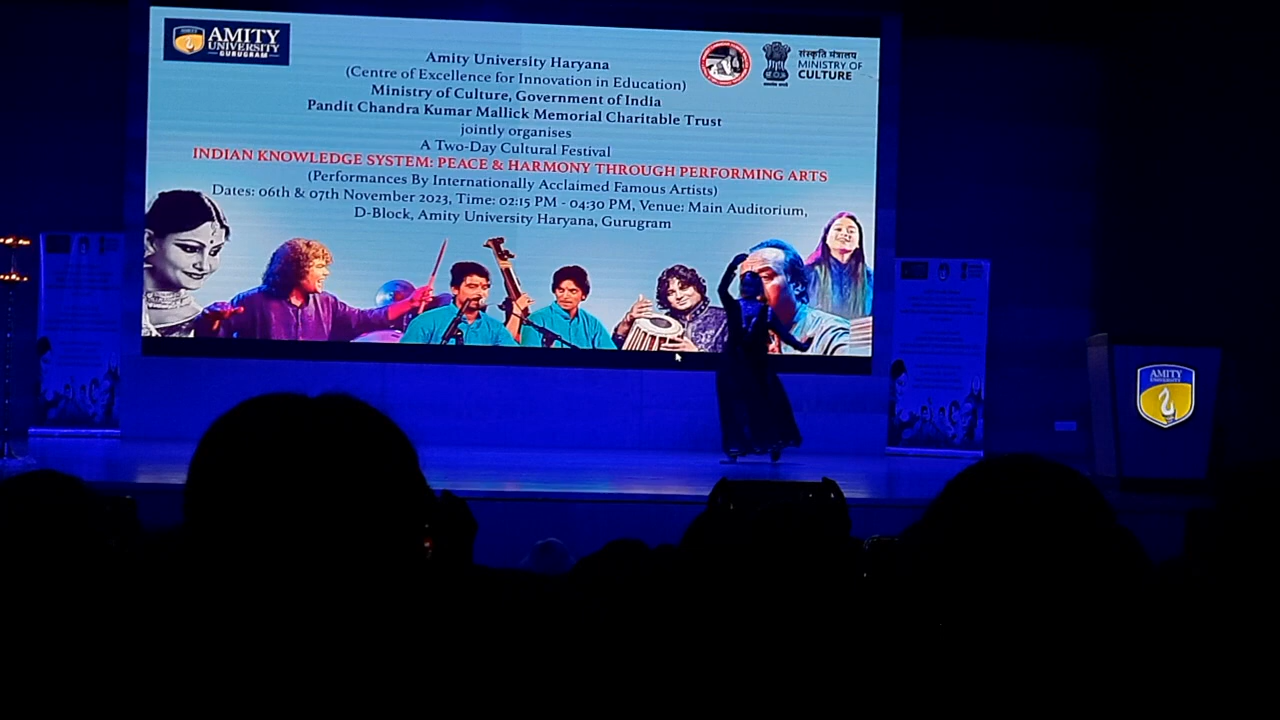 AMITY
UNIVERSITY
GURUGRAM
संस्कृति मंत्रालय
MINISTRY OF
CULTURE
Amity University Haryana
(Centre of Excellence for Innovation in Education)
Ministry of Culture, Government of India
Pandit Chandra Kumar Mallick Memorial Charitable Trust
jointly organises
A Two-Day Cultural Festival
INDIAN KNOWLEDGE SYSTEM: PEACE & HARMONY THROUGH PERFORMING ARTS
(Performances By Internationally Acclaimed Famous Artists)
Dates: 06th & 07th November 2023, Time: 02:15 PM - 04:30 PM, Venue: Main Auditorium,
D-Block, Amity University Haryana, Gurugram
AMITY
UNIVERSITY